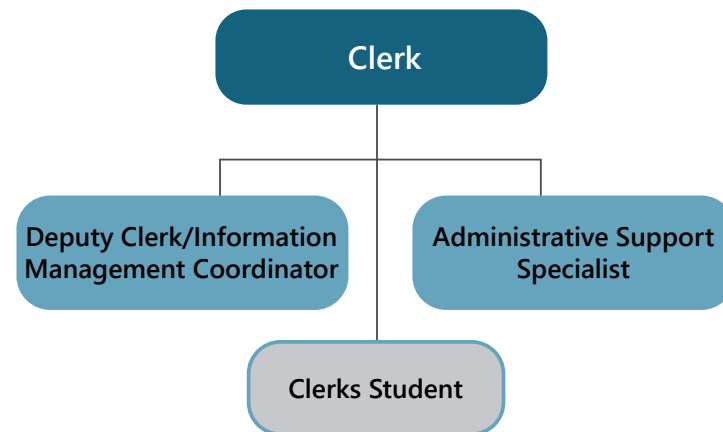 Clerk
Deputy Clerk/Information
Management Coordinator
Administrative Support
Specialist
Clerks Student